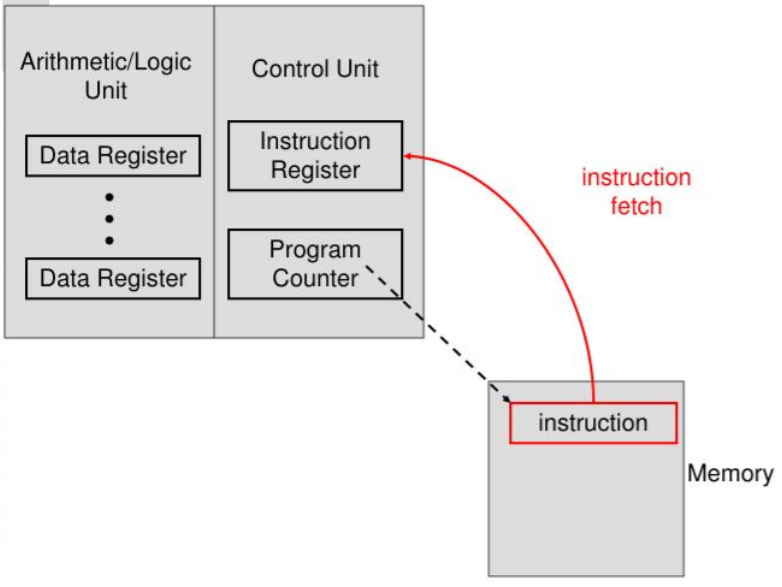 Arithmetic/Logic
Unit
Control Unit
Data Register
Data Register
Instruction
Register
Program
Counter
instruction
fetch
instruction
Memory